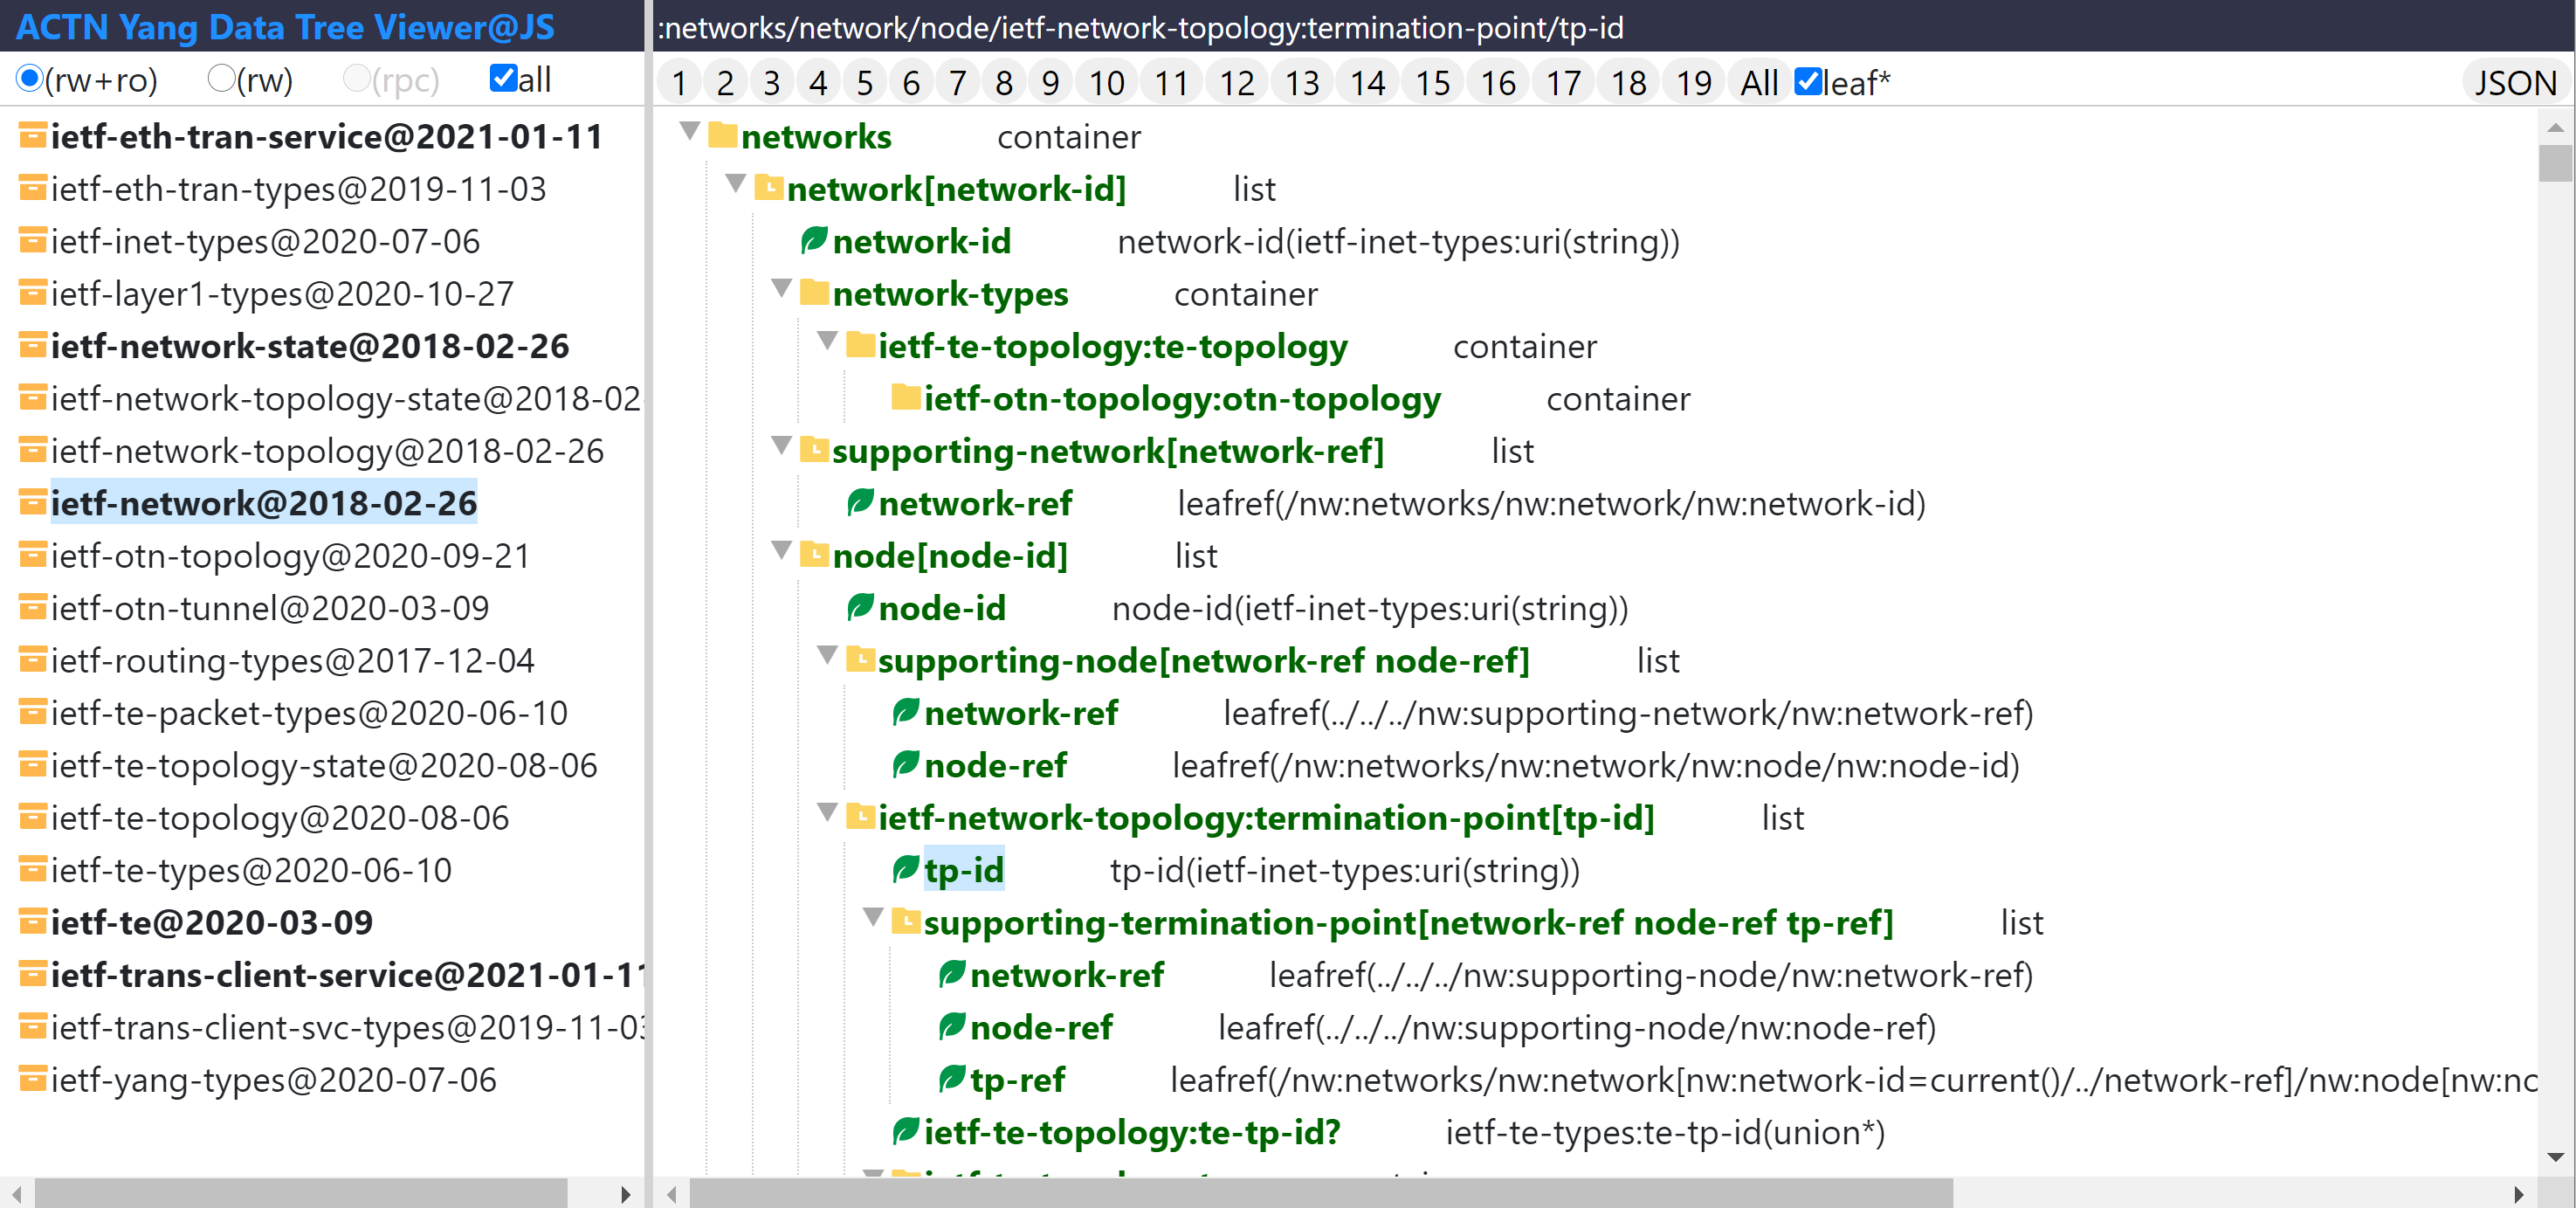 ACTN Yang Data Tree Viewer@JS
(rw+ro) (rw) (rpc) all
ietf-eth-tran-service@2021-01-11
ietf-eth-tran-types@2019-11-03
ietf-inet-types@2020-07-06
ietf-layer1-types@2020-10-27
ietf-network-state@2018-02-26
ietf-network-topology-state@2018-02
ietf-network-topology@2018-02-26
ietf-network@2018-02-26
ietf-otn-topology@2020-09-21
ietf-otn-tunnel@2020-03-09
ietf-routing-types@2017-12-04
ietf-te-packet-types@2020-06-10
ietf-te-topology-state@2020-08-06
ietf-te-topology@2020-08-06
ietf-te-types@2020-06-10
ietf-te@2020-03-09
ietf-trans-client-service@2021-01-11
ietf-trans-client-svc-types@2019-11-03
ietf-yang-types@2020-07-06
:networks/network/node/ietf-network-topology:termination-point/tp-id
1 2 3 4 5 6 7 8 9 10 11 12 13 14 15 16 17 18 19 All leaf* JSON
networks container
network[network-id] list
network-id network-id(ietf-inet-types:uri(string))
network-types container
ietf-te-topology:te-topology container
ietf-otn-topology:otn-topology container
supporting-network[network-ref] list
network-ref leafref(/nw:networks/nw:network/nw:network-id)
node[node-id] list
node-id node-id(ietf-inet-types:uri(string))
supporting-node[network-ref node-ref] list
network-ref leafref(../../../nw:supporting-network/nw:network-ref)
node-ref leafref(/nw:networks/nw:network/nw:node/nw:node-id)
ietf-network-topology:termination-point[tp-id] list
tp-id tp-id(ietf-inet-types:uri(string))
supporting-termination-point[network-ref node-ref tp-ref] list
network-ref leafref(../../../nw:supporting-node/nw:network-ref)
node-ref leafref(../../../nw:supporting-node/nw:node-ref)
tp-ref leafref(/nw:networks/nw:network[nw:network-id=current()/../network-ref]/nw:node[nw:no
ietf-te-topology:te-tp-id? ietf-te-types:te-tp-id(union*)